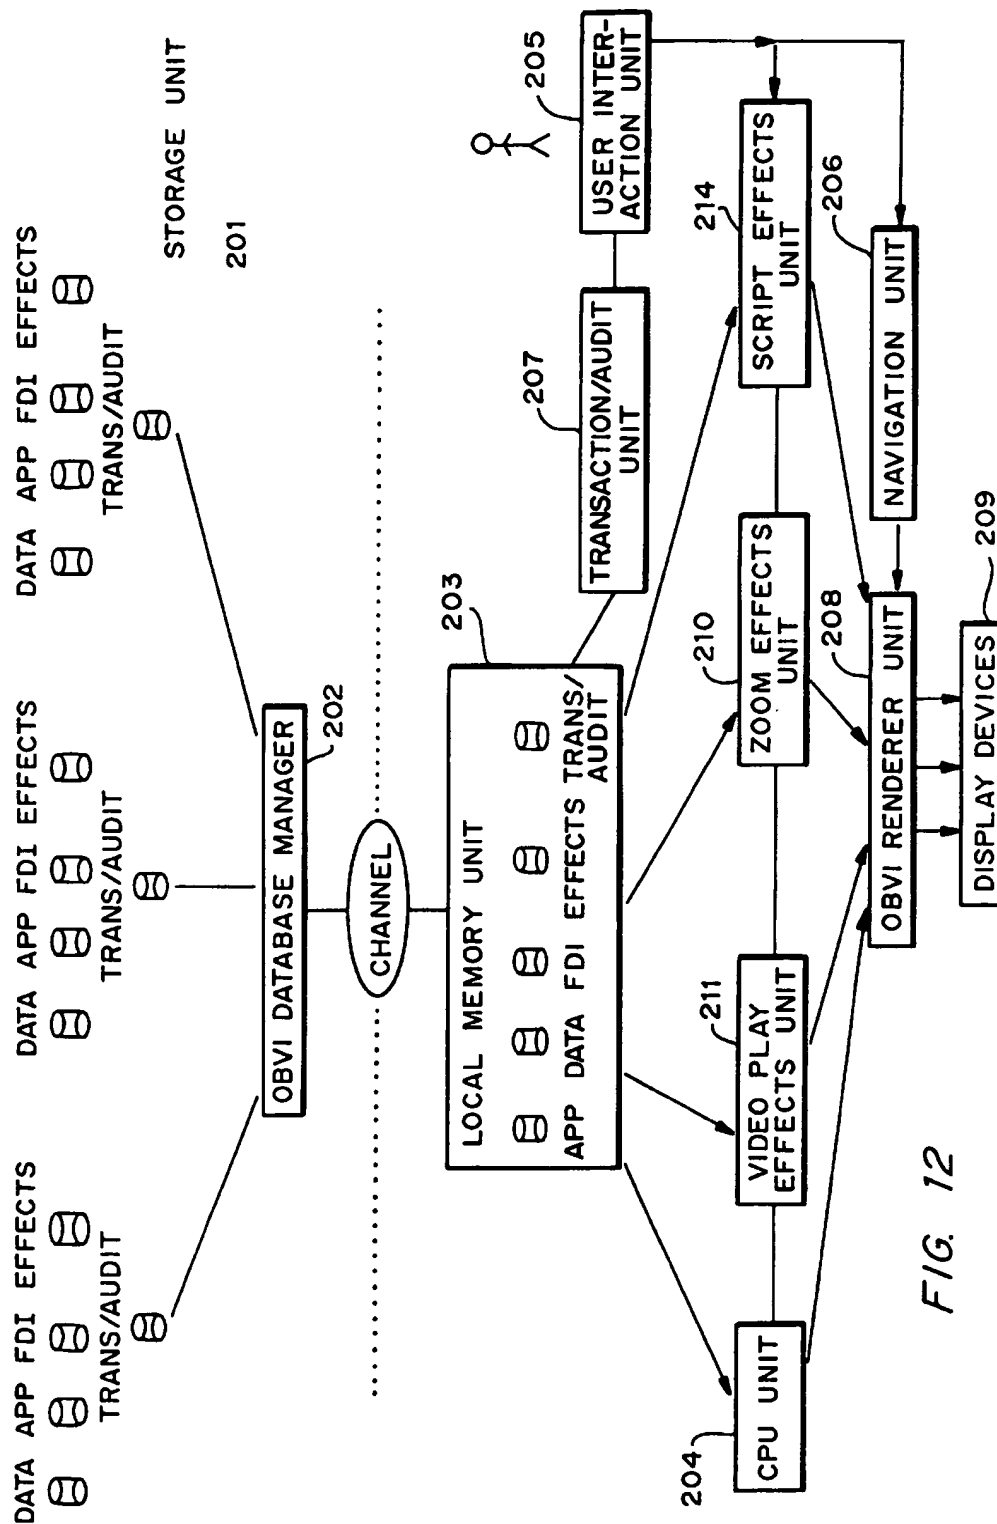 DATA APP FDI EFFECTS
TRANS/AUDIT
DATA APP FDI EFFECTS
TRANS/AUDIT
DATA APP FDI EFFECTS
TRANS/AUDIT
STORAGE UNIT
201
OBVI DATABASE MANAGER
202
CHANNEL
LOCAL MEMORY UNIT
203
APP DATA FDI EFFECTS TRANS/
AUDIT
TRANSACTION/AUDIT
UNIT
207
USER INTER-
ACTION UNIT
205
CPU UNIT
204
VIDEO PLAY
EFFECTS UNIT
211
ZOOM EFFECTS
UNIT
210
SCRIPT EFFECTS
UNIT
214
OBVI RENDERER UNIT
208
NAVIGATION UNIT
206
DISPLAY DEVICES
209
FIG. 12